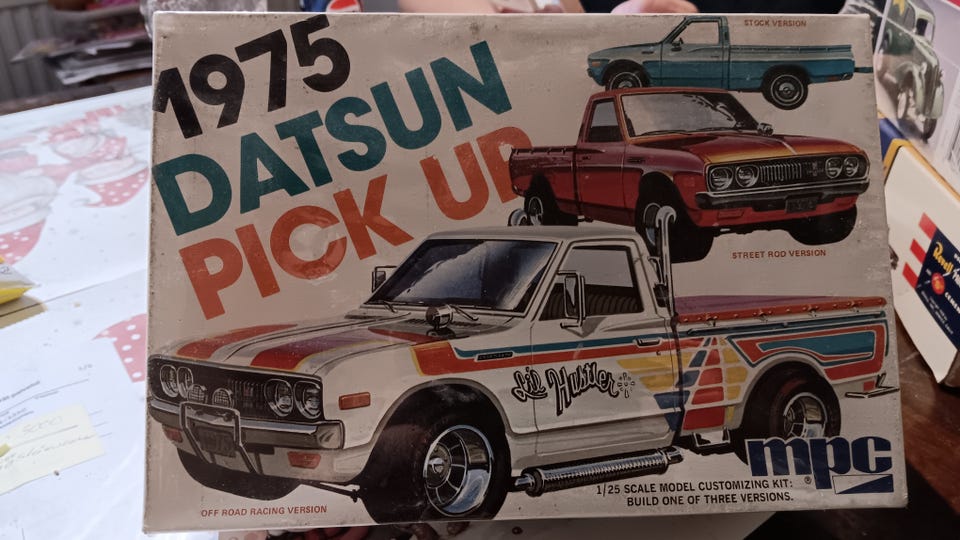 1975
DATSUN
PICK UP
STOCK VERSION
STREET ROD VERSION
Lil Hustler
mpc
1/25 SCALE MODEL CUSTOMIZING KIT:
BUILD ONE OF THREE VERSIONS.
OFF ROAD RACING VERSION
Revell